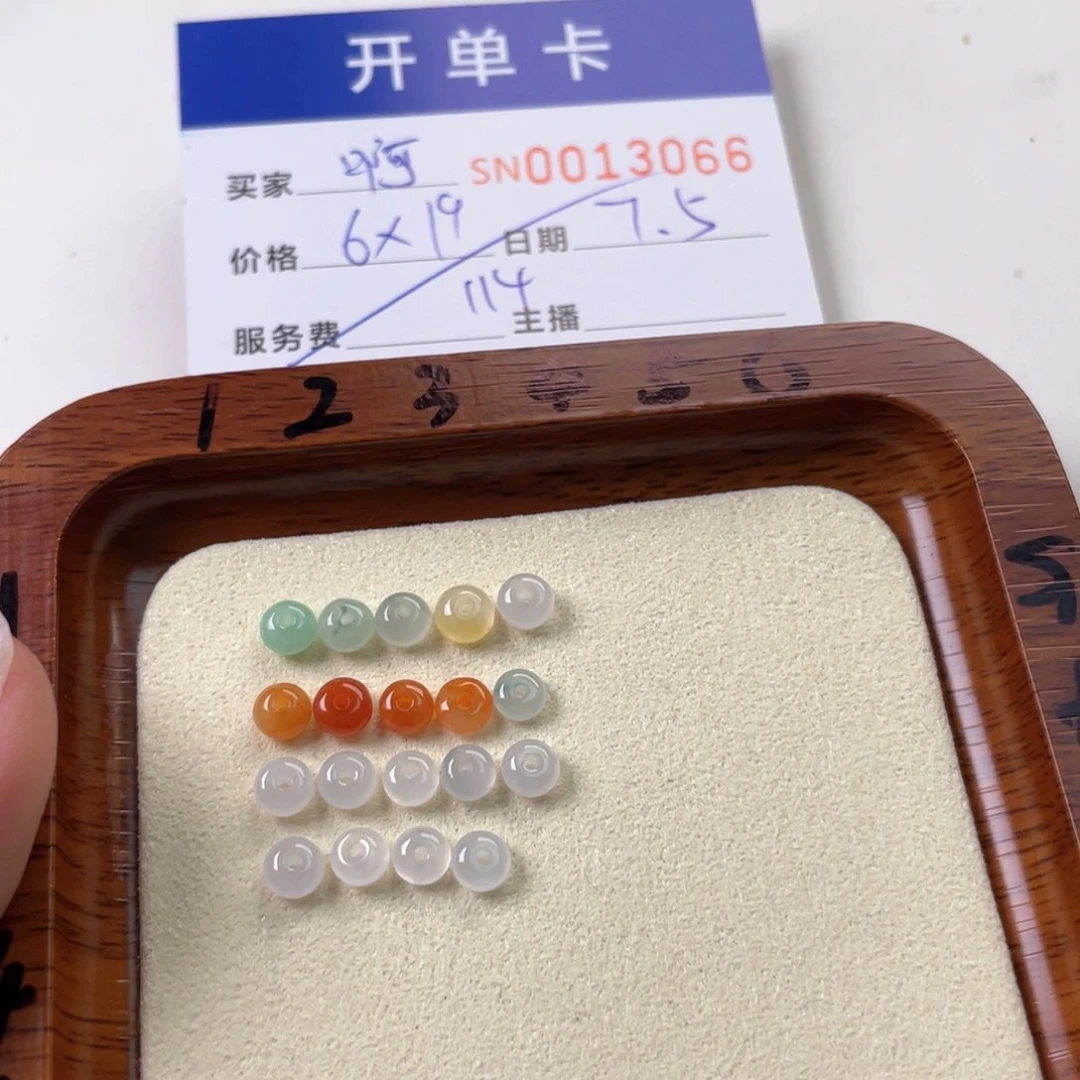 开单卡
买家 啊 SN0013066
价格 6×19 日期 7.5
114
服务费 主播
1 2 3 4 5 6